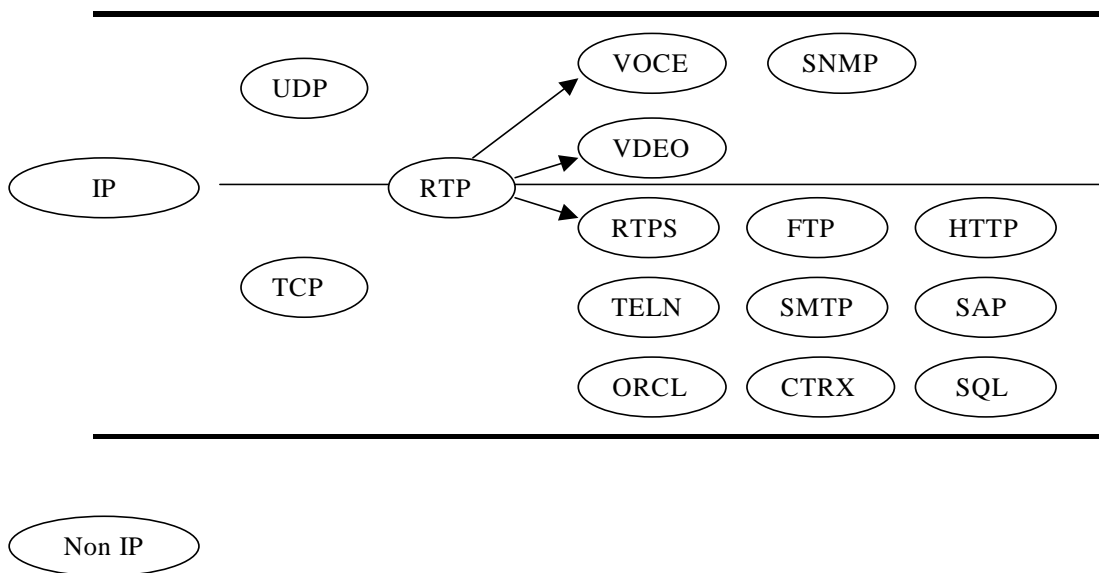 VOCE SNMP
UDP
VDEO
IP RTP
RTPS FTP HTTP
TCP
TELN SMTP SAP
ORCL CTRX SQL
Non IP